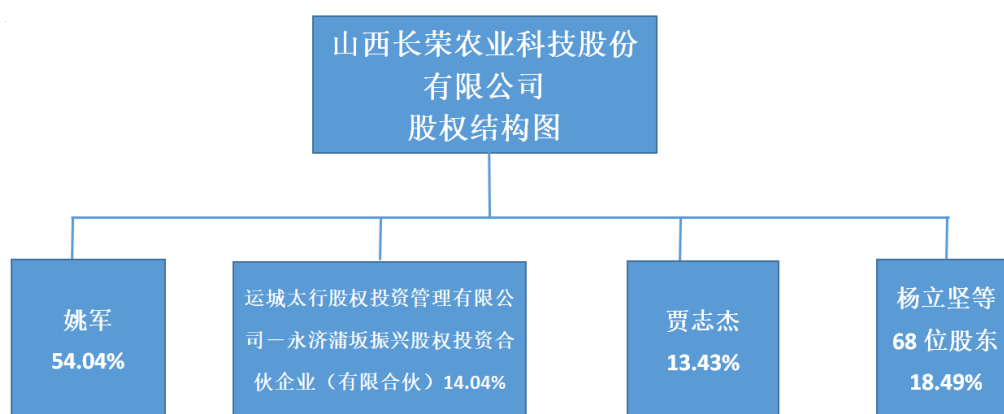 山西长荣农业科技股份
有限公司
股权结构图
姚军
54.04%
运城太行股权投资管理有限公
司－永济蒲坂振兴股权投资合
伙企业（有限合伙）14.04%
贾志杰
13.43%
杨立坚等
68 位股东
18.49%